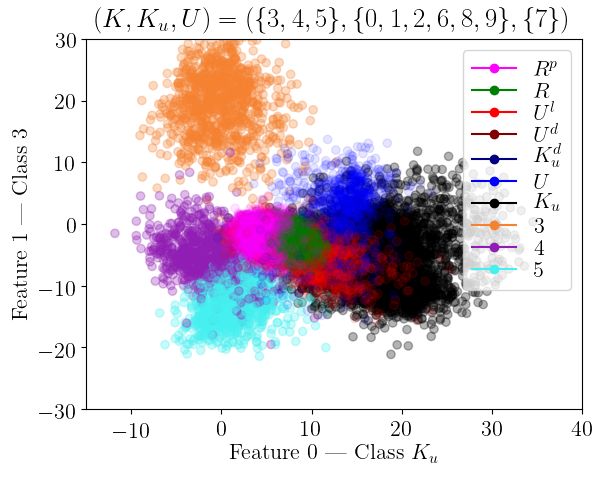 (K, K_u, U) = ({3, 4, 5}, {0, 1, 2, 6, 8, 9}, {7})
30
20
10
0
−10
−20
−30
Feature 1 — Class 3
−10
0
10
20
30
40
Feature 0 — Class K_u
R^p
R
U^l
U^d
K_u^d
U
K_u
3
4
5